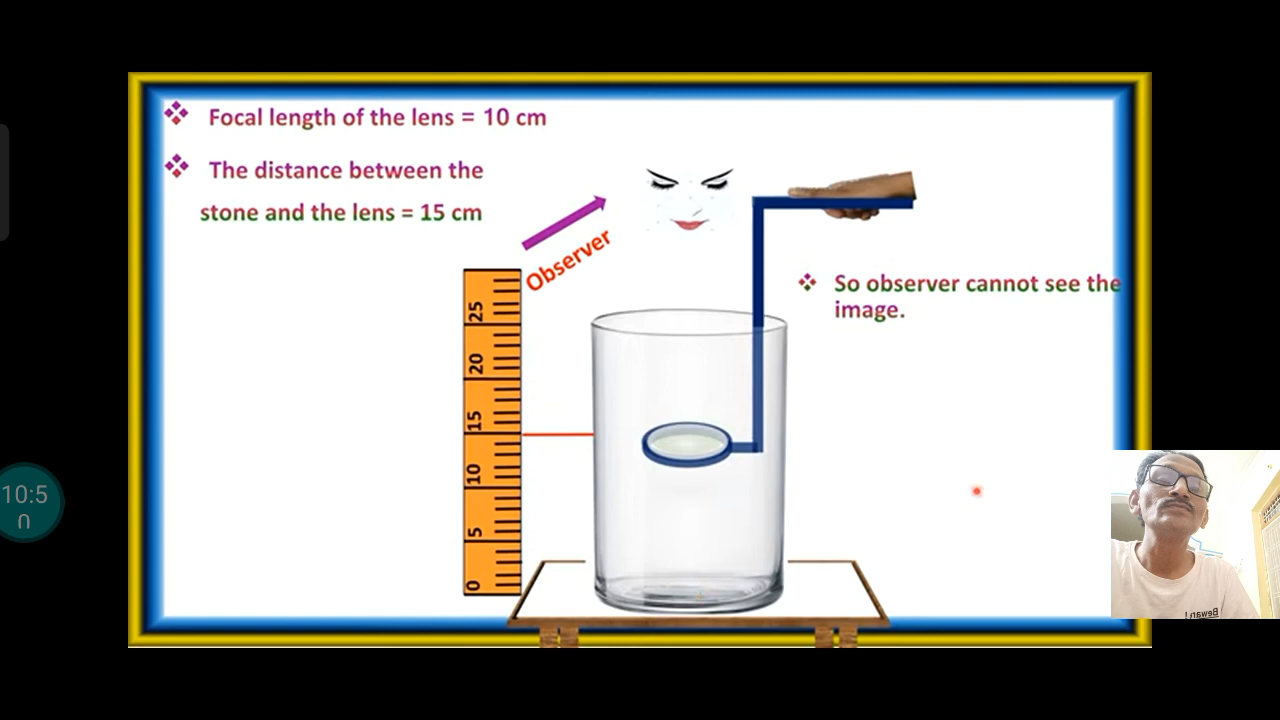 Focal length of the lens = 10 cm
The distance between the
stone and the lens = 15 cm
Observer
So observer cannot see the
image.
25
20
15
10
5
0
10:5
0
Bewary!